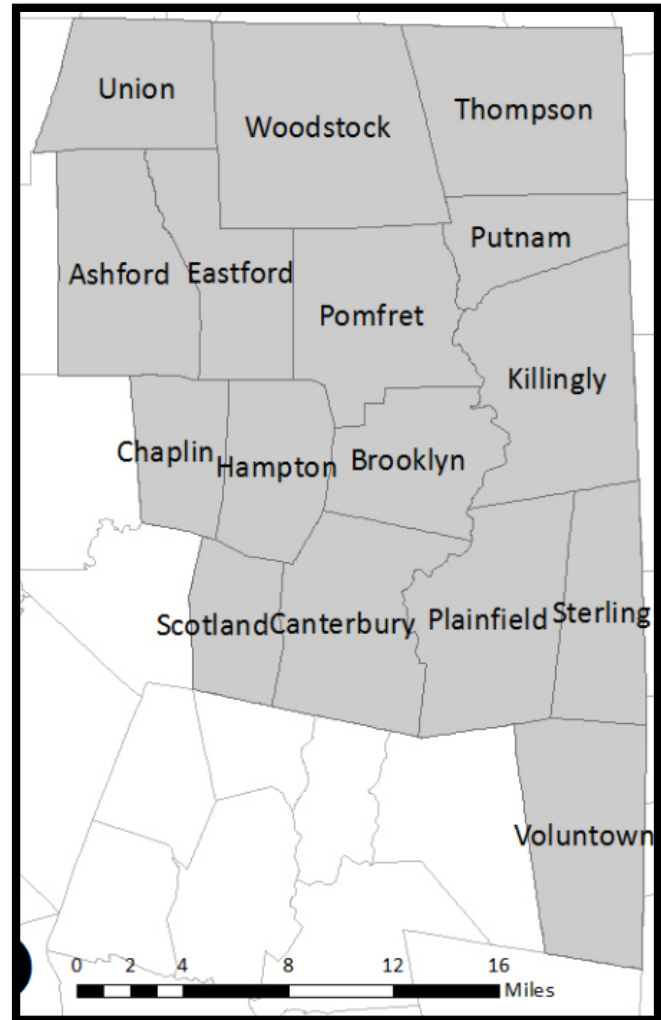 Union
Woodstock
Thompson
Putnam
Ashford
Eastford
Pomfret
Killingly
Chaplin
Hampton
Brooklyn
Scotland
Canterbury
Plainfield
Sterling
Voluntown
0 2 4 8 12 16
Miles